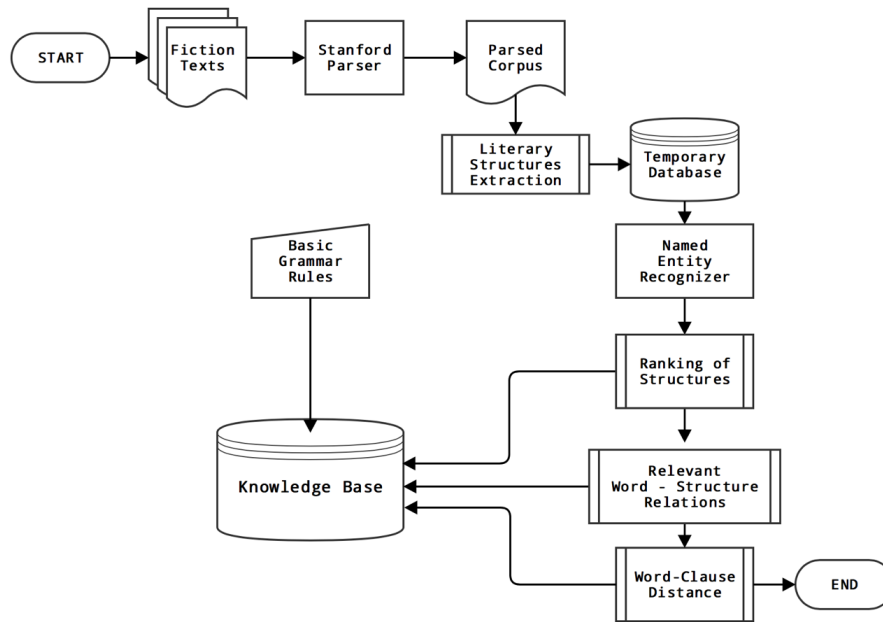 START
Fiction
Texts
Stanford
Parser
Parsed
Corpus
Literary
Structures
Extraction
Temporary
Database
Basic
Grammar
Rules
Named
Entity
Recognizer
Ranking of
Structures
Knowledge Base
Relevant
Word - Structure
Relations
Word-Clause
Distance
END